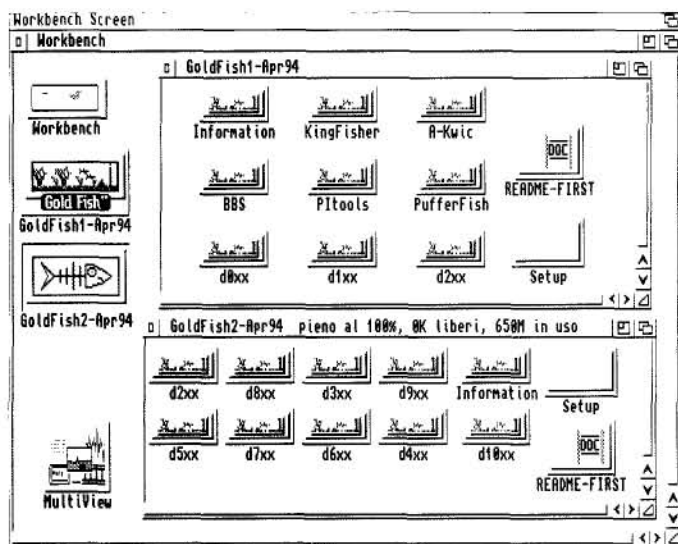 Workbench Screen
Workbench
Workbench
Gold Fish
GoldFish1-Apr94
GoldFish2-Apr94
MultiView
GoldFish1-Apr94
Information KingFisher A-Kwic
DOC
README-FIRST
BBS PItools PufferFish
d0xx d1xx d2xx Setup
GoldFish2-Apr94 pieno al 100%, 0K liberi, 650M in uso
d2xx d8xx d3xx d9xx Information Setup
DOC
d5xx d7xx d6xx d4xx d10xx README-FIRST